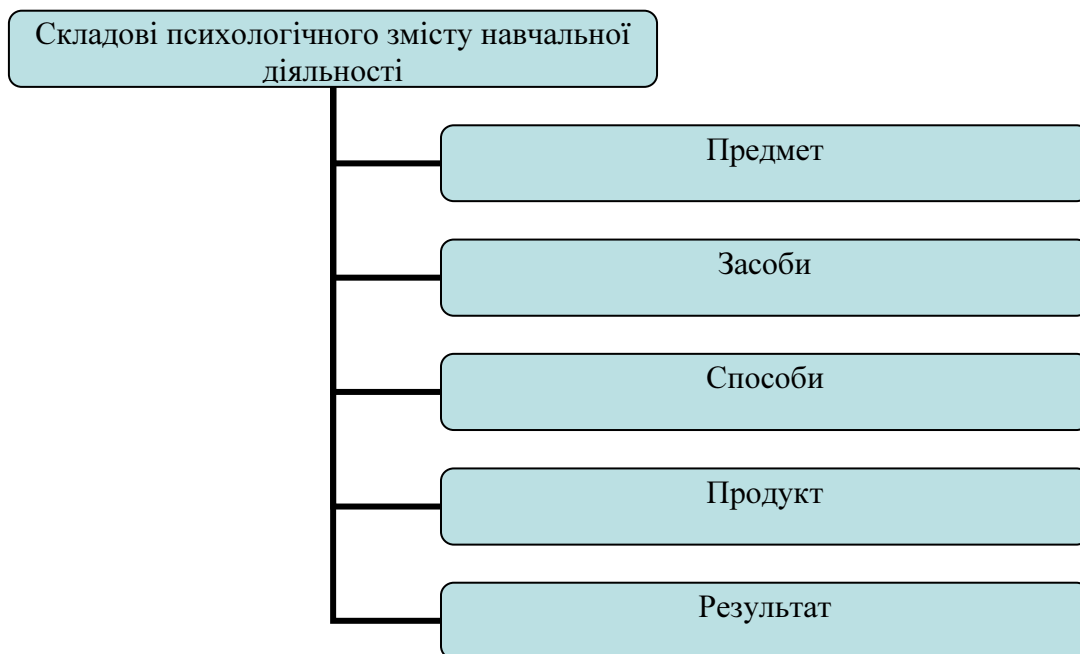 Складові психологічного змісту навчальної
діяльності
Предмет
Засоби
Способи
Продукт
Результат